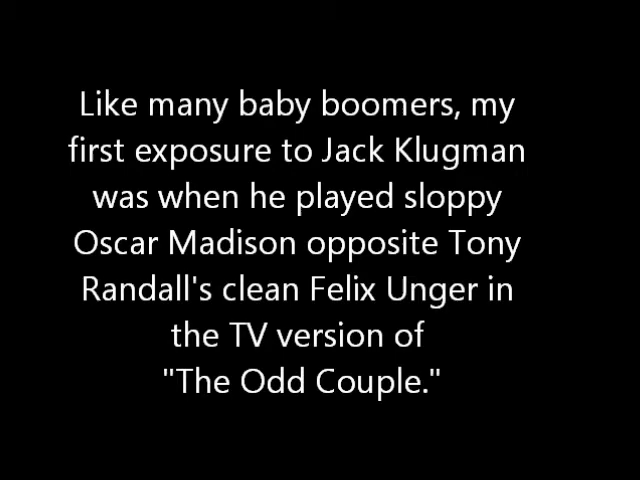 Like many baby boomers, my
first exposure to Jack Klugman
was when he played sloppy
Oscar Madison opposite Tony
Randall's clean Felix Unger in
the TV version of
"The Odd Couple."